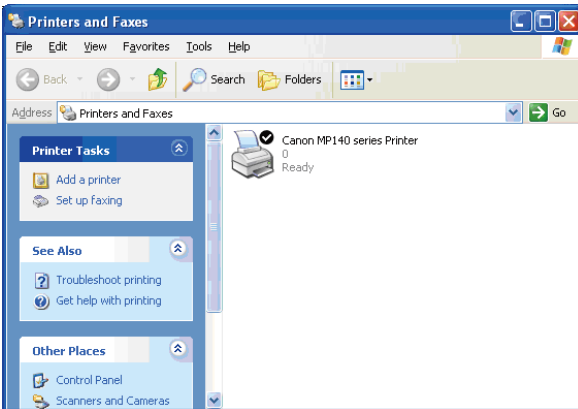 Printers and Faxes
File Edit View Favorites Tools Help
Back Search Folders
Address Printers and Faxes Go
Printer Tasks
Add a printer
Set up faxing
See Also
Troubleshoot printing
Get help with printing
Other Places
Control Panel
Scanners and Cameras
Canon MP140 series Printer
0
Ready